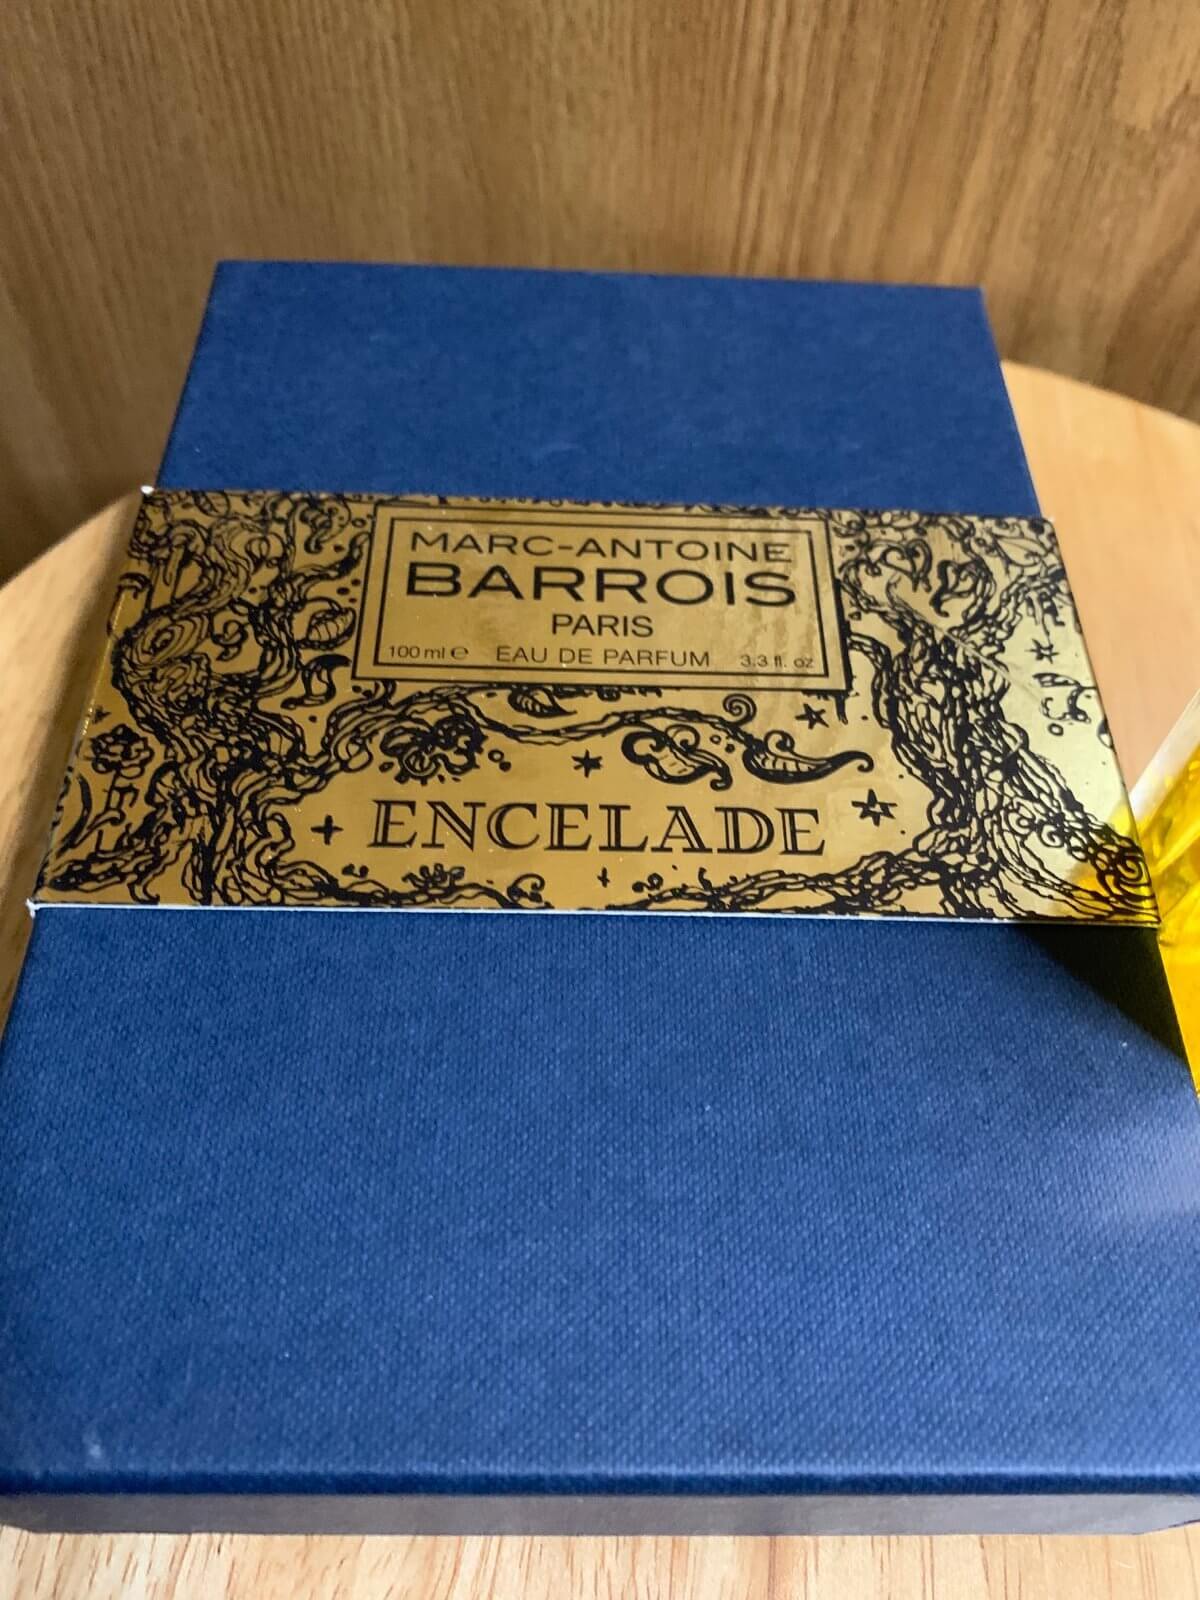 MARC-ANTOINE
BARROIS
PARIS
100 ml ℮ EAU DE PARFUM 3.3 fl. oz
ENCELADE